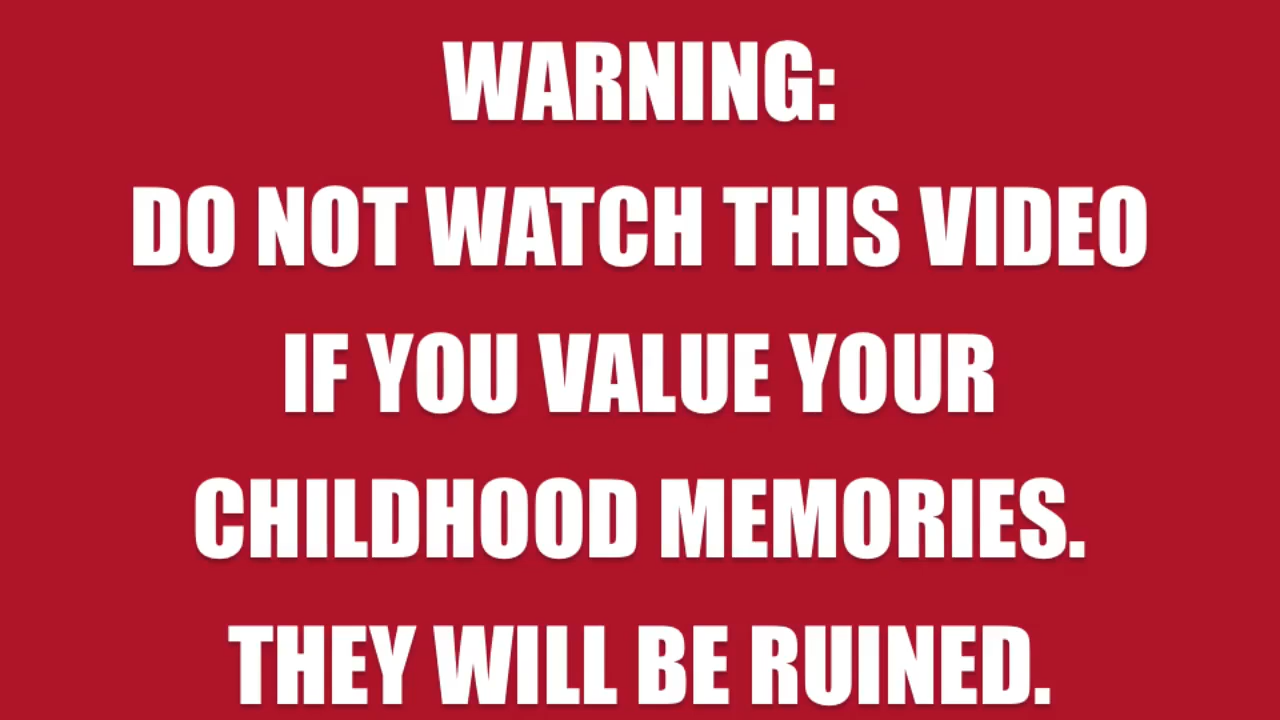 WARNING:
DO NOT WATCH THIS VIDEO
IF YOU VALUE YOUR
CHILDHOOD MEMORIES.
THEY WILL BE RUINED.